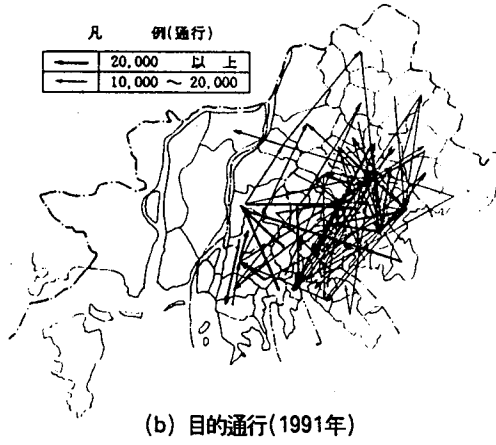 凡 例(通行)
20,000 以 上
10,000 ～ 20,000
(b) 目的通行(1991年)